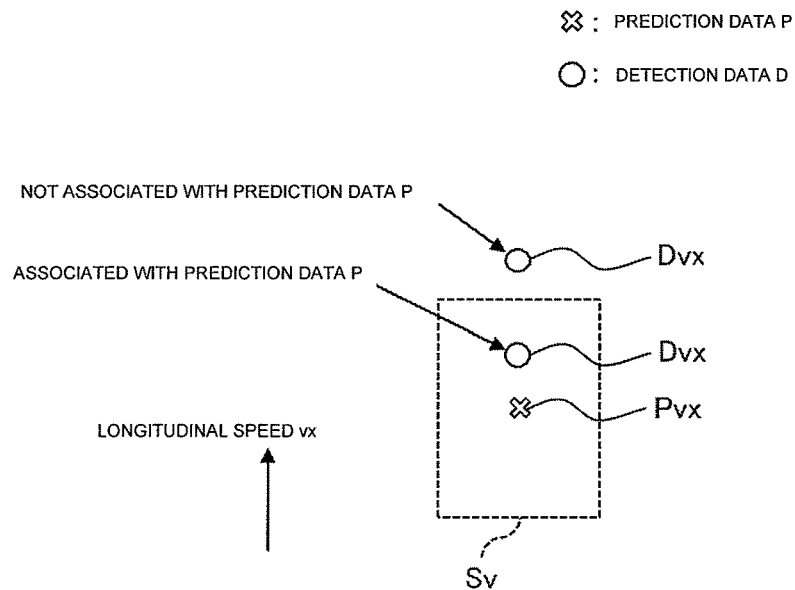 : PREDICTION DATA P
: DETECTION DATA D
NOT ASSOCIATED WITH PREDICTION DATA P
Dvx
ASSOCIATED WITH PREDICTION DATA P
Dvx
Pvx
LONGITUDINAL SPEED vx
Sv